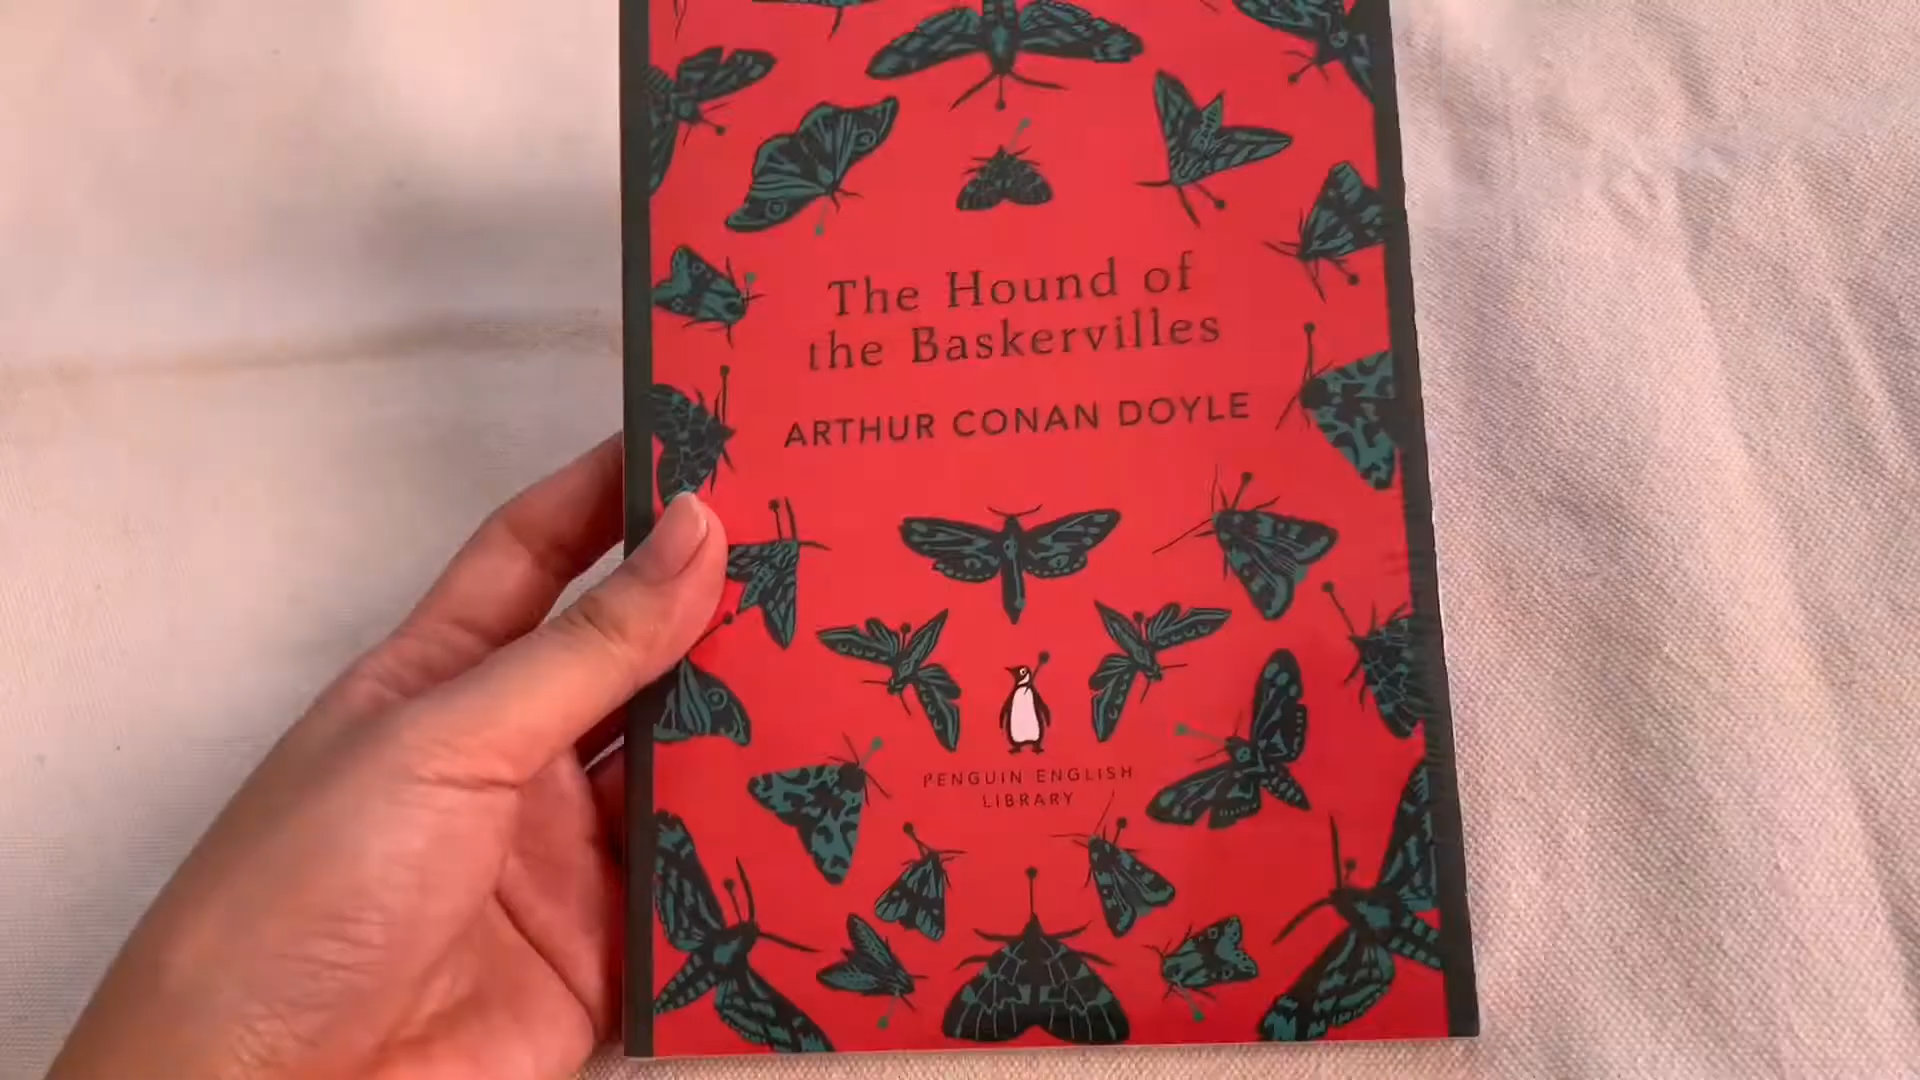 The Hound of
the Baskervilles
ARTHUR CONAN DOYLE
PENGUIN ENGLISH
LIBRARY